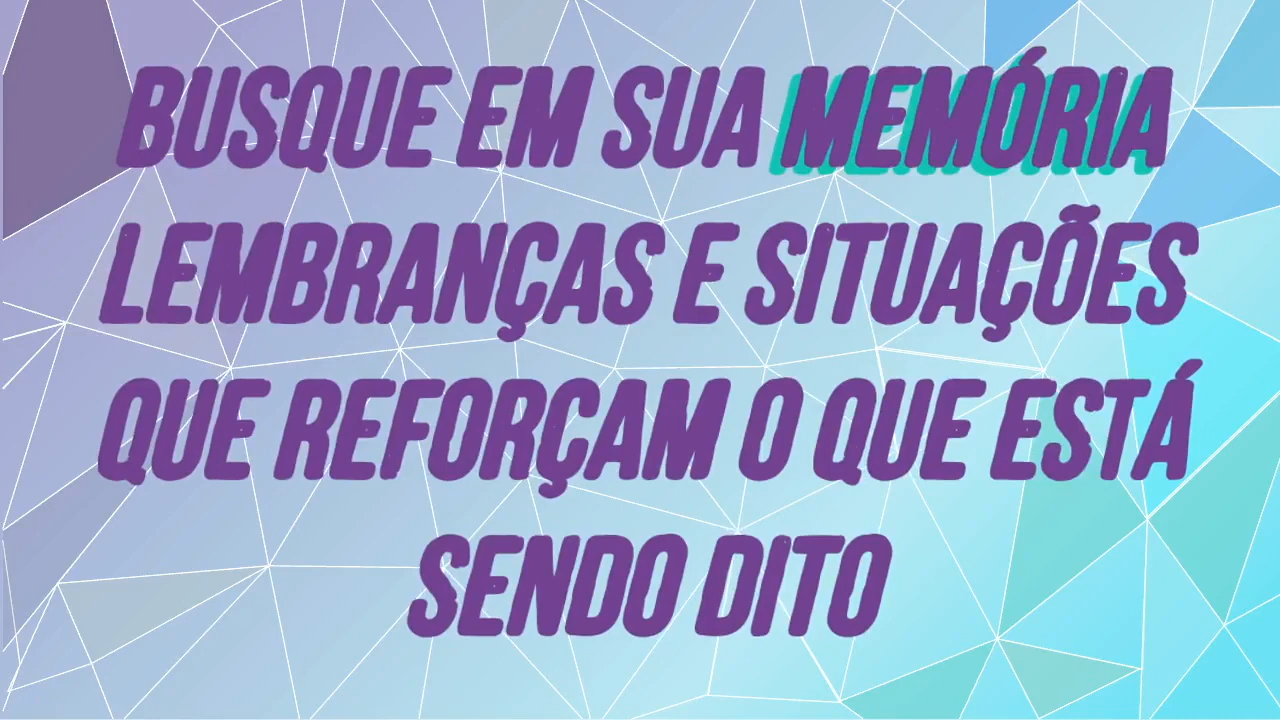 BUSQUE EM SUA MEMÓRIA
LEMBRANÇAS E SITUAÇÕES
QUE REFORÇAM O QUE ESTÁ
SENDO DITO